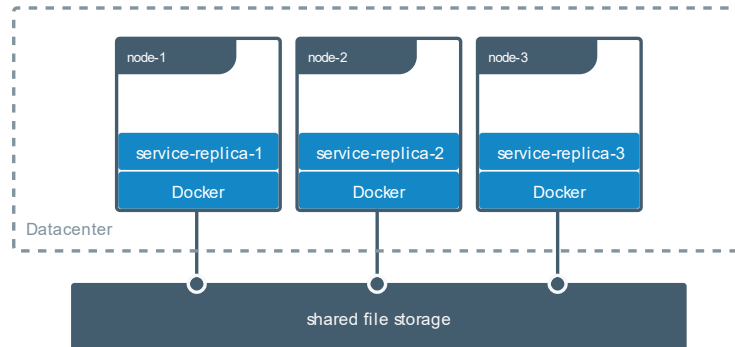 node-1
node-2
node-3
service-replica-1
service-replica-2
service-replica-3
Docker
Docker
Docker
Datacenter
shared file storage